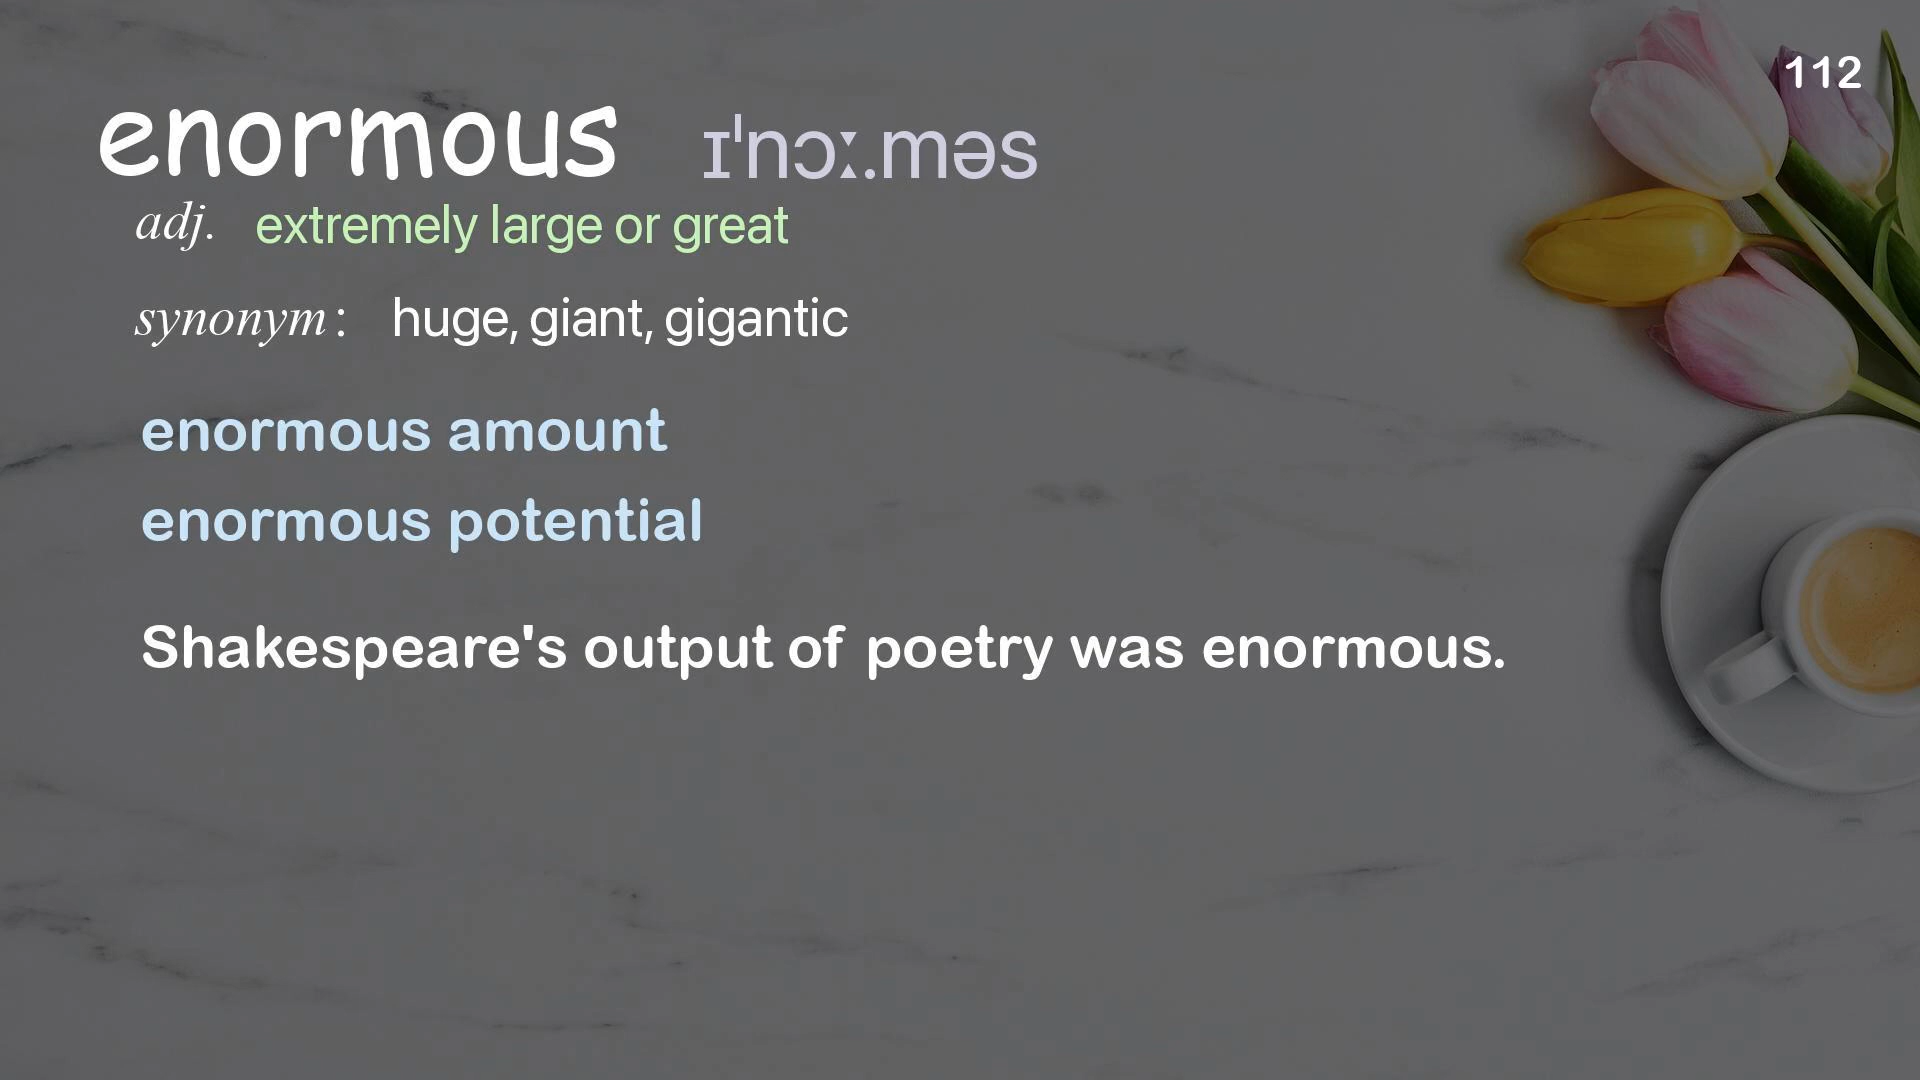 112
enormous ɪˈnɔː.məs
adj. extremely large or great
synonym: huge, giant, gigantic
enormous amount
enormous potential
Shakespeare's output of poetry was enormous.